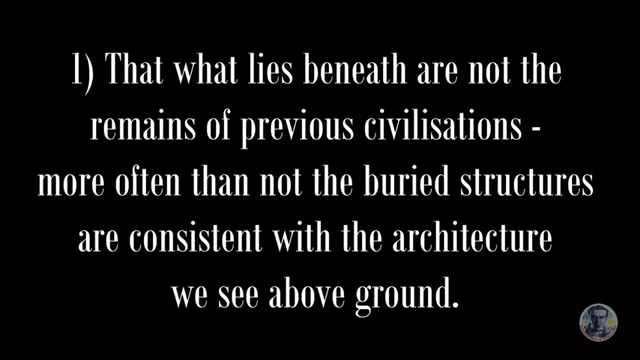 1) That what lies beneath are not the
remains of previous civilisations -
more often than not the buried structures
are consistent with the architecture
we see above ground.